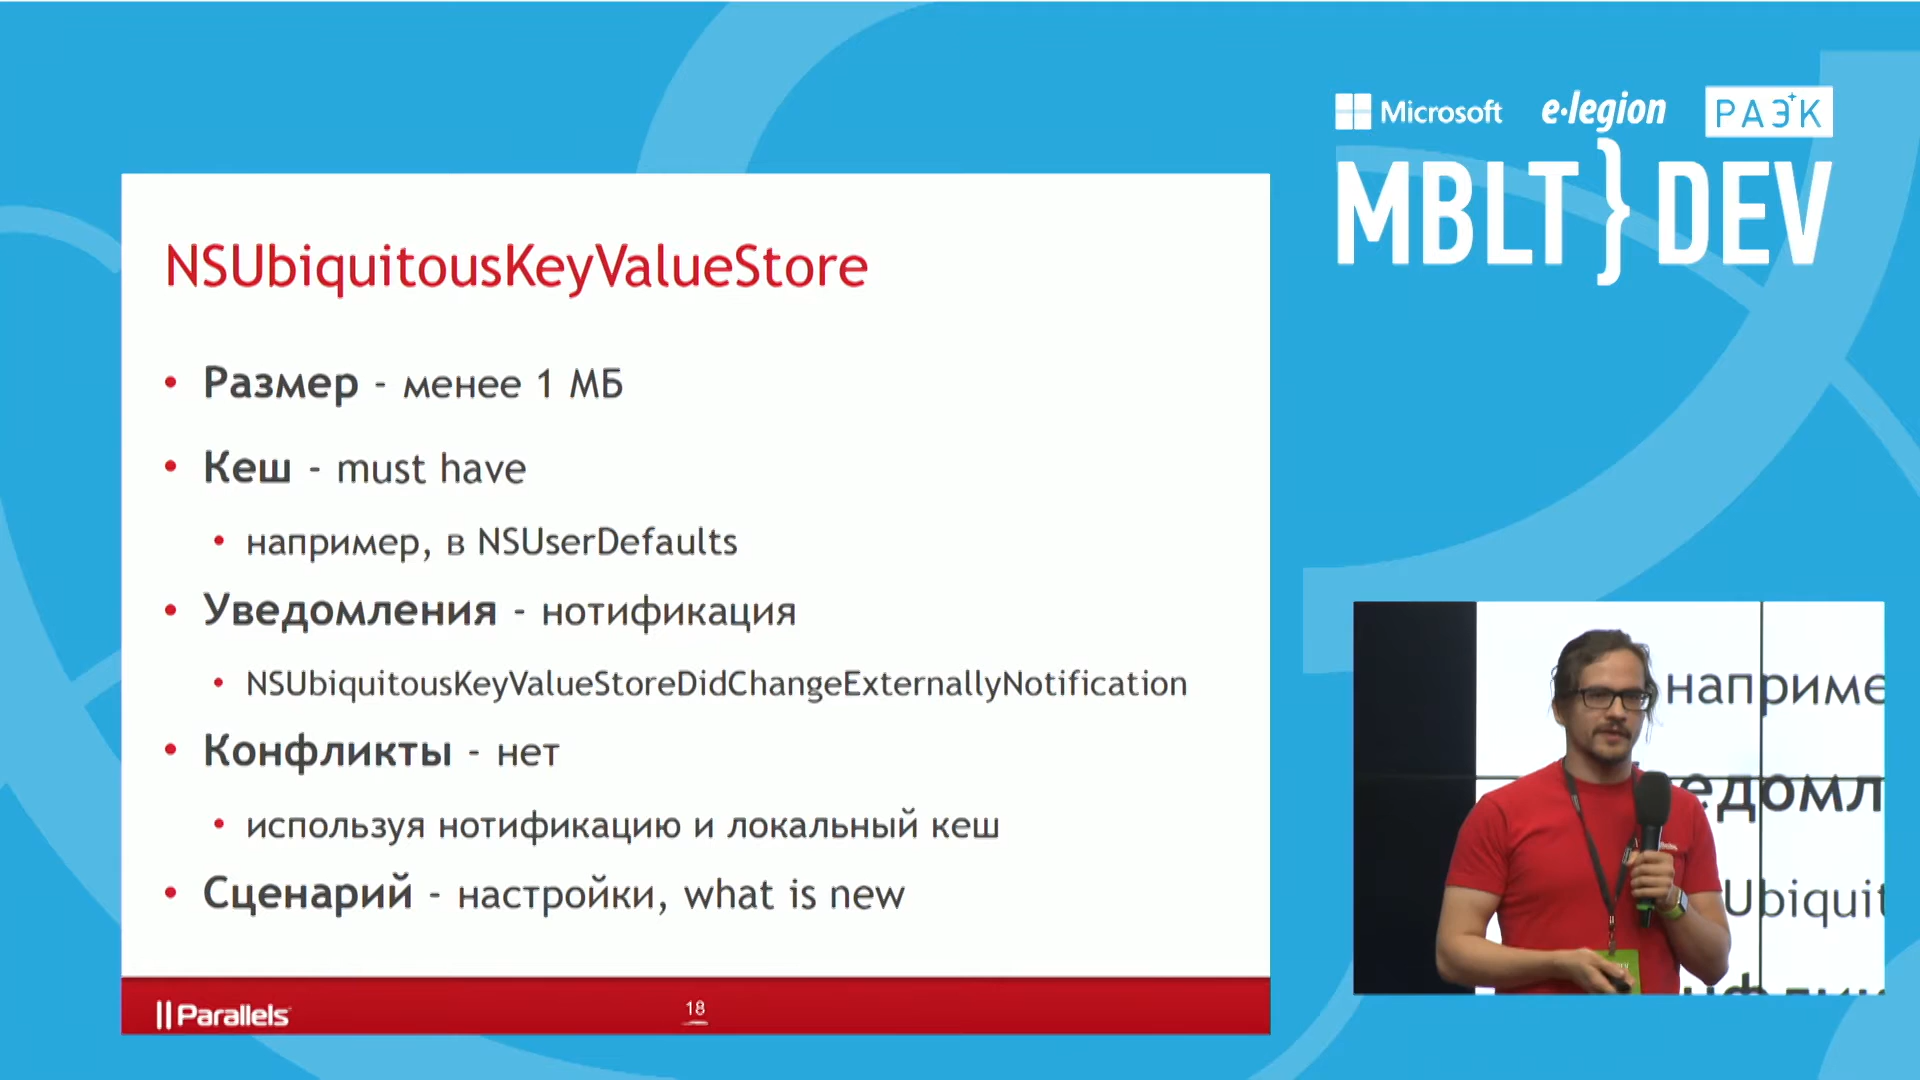 Microsoft e·legion РАЭК
MBLT}DEV
NSUbiquitousKeyValueStore
• Размер - менее 1 МБ
• Кеш - must have
• например, в NSUserDefaults
• Уведомления - нотификация
• NSUbiquitousKeyValueStoreDidChangeExternallyNotification
• Конфликты - нет
• используя нотификацию и локальный кеш
• Сценарий - настройки, what is new
Parallels
18
наприме
едомл
Ubiquit